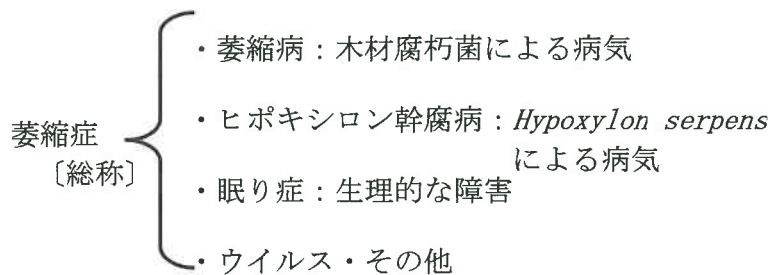 ・萎縮病：木材腐朽菌による病気
・ヒポキシロン幹腐病：Hypoxylon serpens
による病気
萎縮症
〔総称〕
・眠り症：生理的な障害
・ウイルス・その他